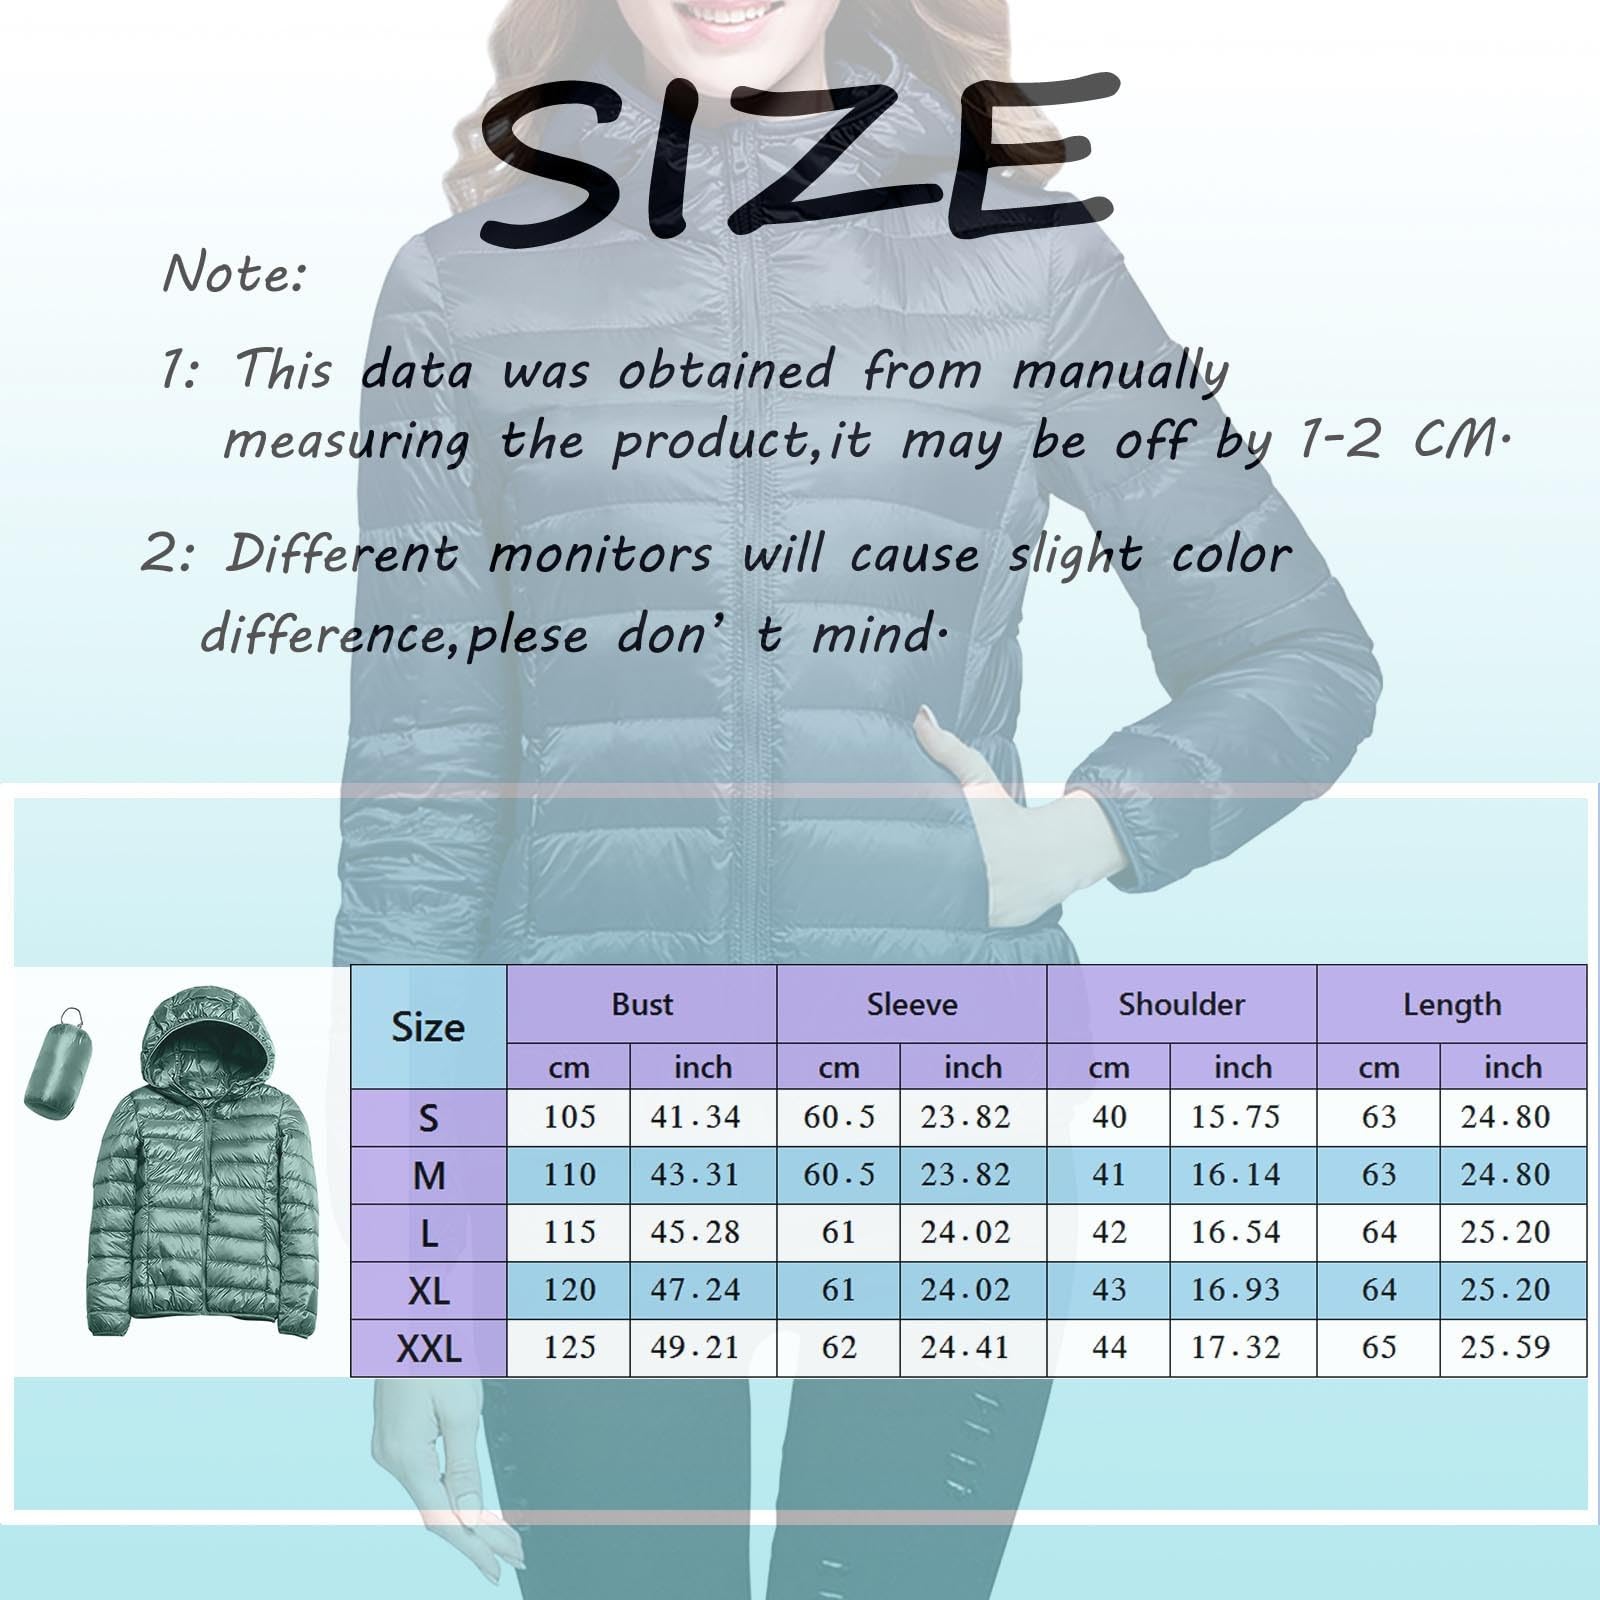 SIZE
Note:
1: This data was obtained from manually
measuring the product,it may be off by 1-2 CM.
2: Different monitors will cause slight color
difference,plese don't mind.
Size Bust Sleeve Shoulder Length
cm inch cm inch cm inch cm inch
S 105 41.34 60.5 23.82 40 15.75 63 24.80
M 110 43.31 60.5 23.82 41 16.14 63 24.80
L 115 45.28 61 24.02 42 16.54 64 25.20
XL 120 47.24 61 24.02 43 16.93 64 25.20
XXL 125 49.21 62 24.41 44 17.32 65 25.59